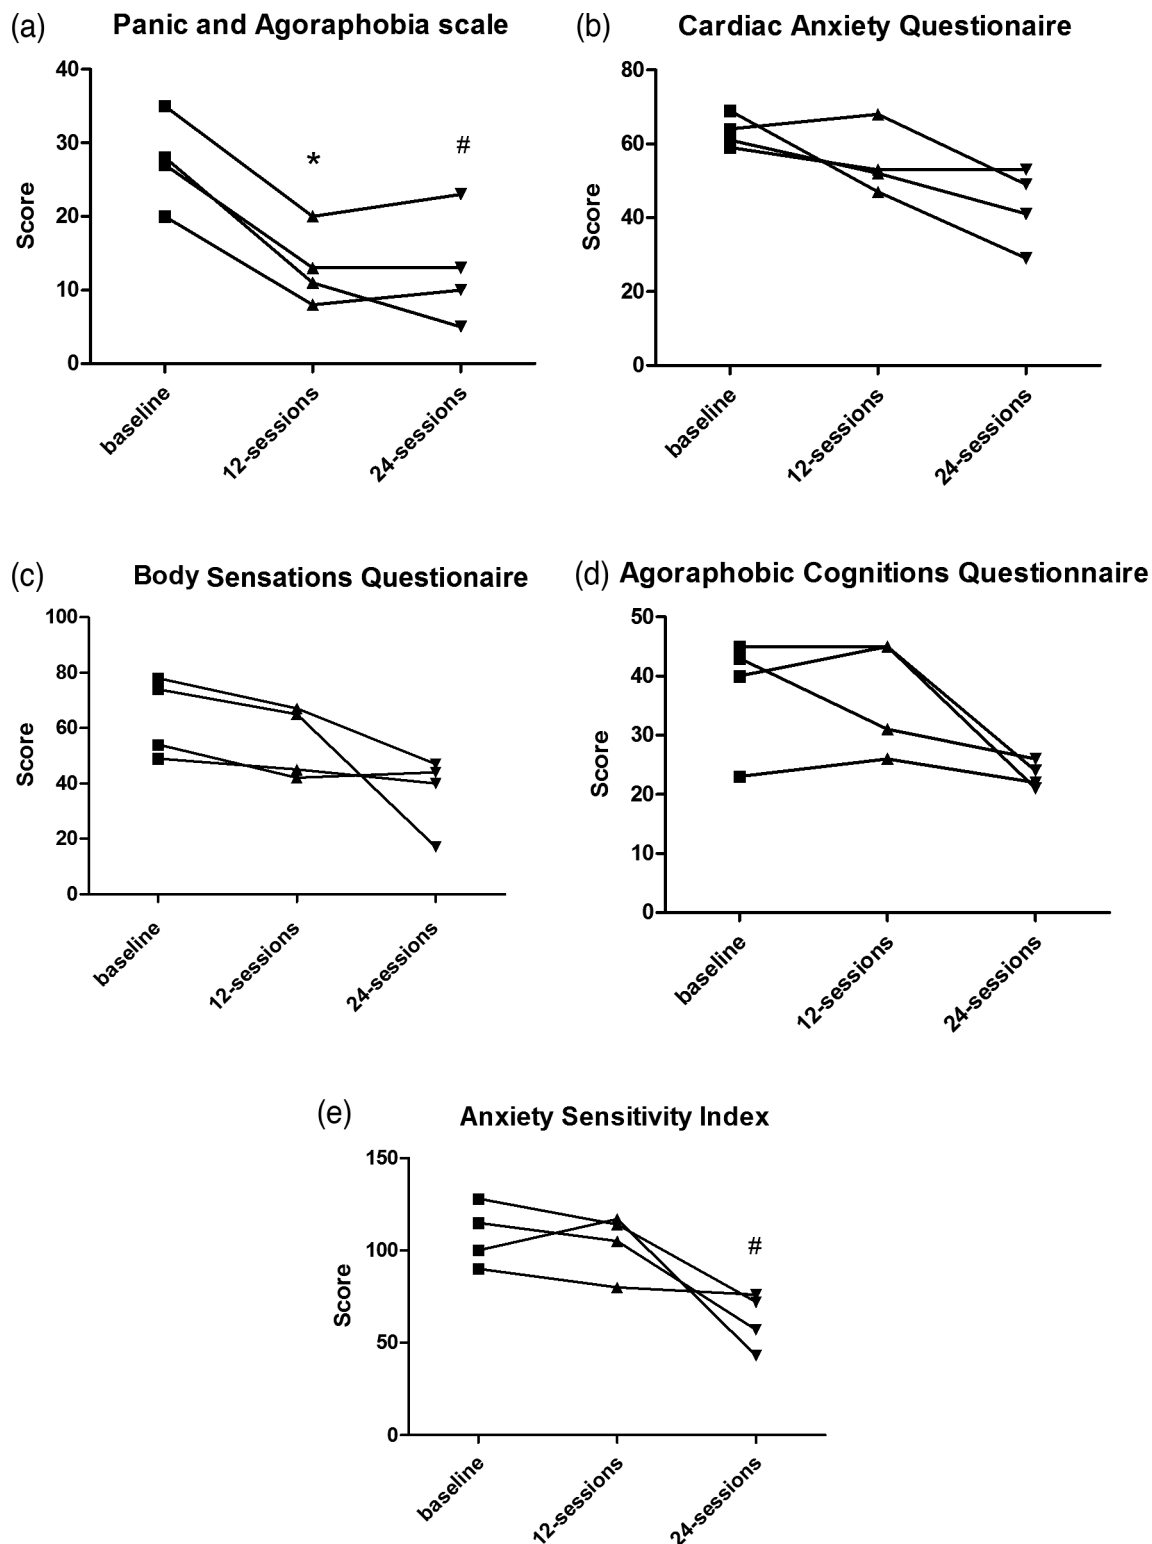 (a) Panic and Agoraphobia scale
40
30
20
10
0
Score
*
#
baseline
12-sessions
24-sessions
(b) Cardiac Anxiety Questionaire
80
60
40
20
0
Score
baseline
12-sessions
24-sessions
(c) Body Sensations Questionaire
100
80
60
40
20
0
Score
baseline
12-sessions
24-sessions
(d) Agoraphobic Cognitions Questionnaire
50
40
30
20
10
0
Score
baseline
12-sessions
24-sessions
(e) Anxiety Sensitivity Index
150
100
50
0
Score
#
baseline
12-sessions
24-sessions